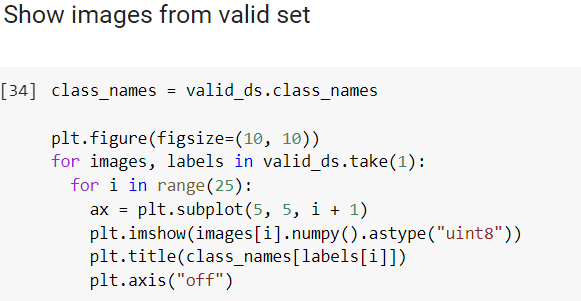 Show images from valid set
[34] class_names = valid_ds.class_names
plt.figure(figsize=(10, 10))
for images, labels in valid_ds.take(1):
  for i in range(25):
    ax = plt.subplot(5, 5, i + 1)
    plt.imshow(images[i].numpy().astype("uint8"))
    plt.title(class_names[labels[i]])
    plt.axis("off")